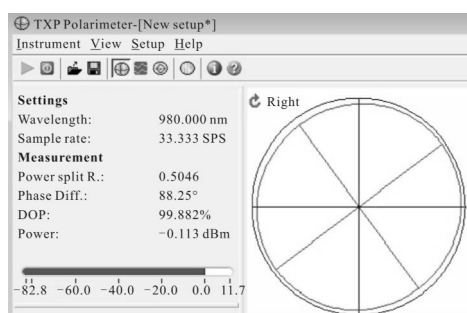 TXP Polarimeter-[New setup*]
Instrument View Setup Help
Settings
Wavelength: 980.000 nm
Sample rate: 33.333 SPS
Measurement
Power split R.: 0.5046
Phase Diff.: 88.25°
DOP: 99.882%
Power: -0.113 dBm
-82.8 -60.0 -40.0 -20.0 0.0 11.7
Right